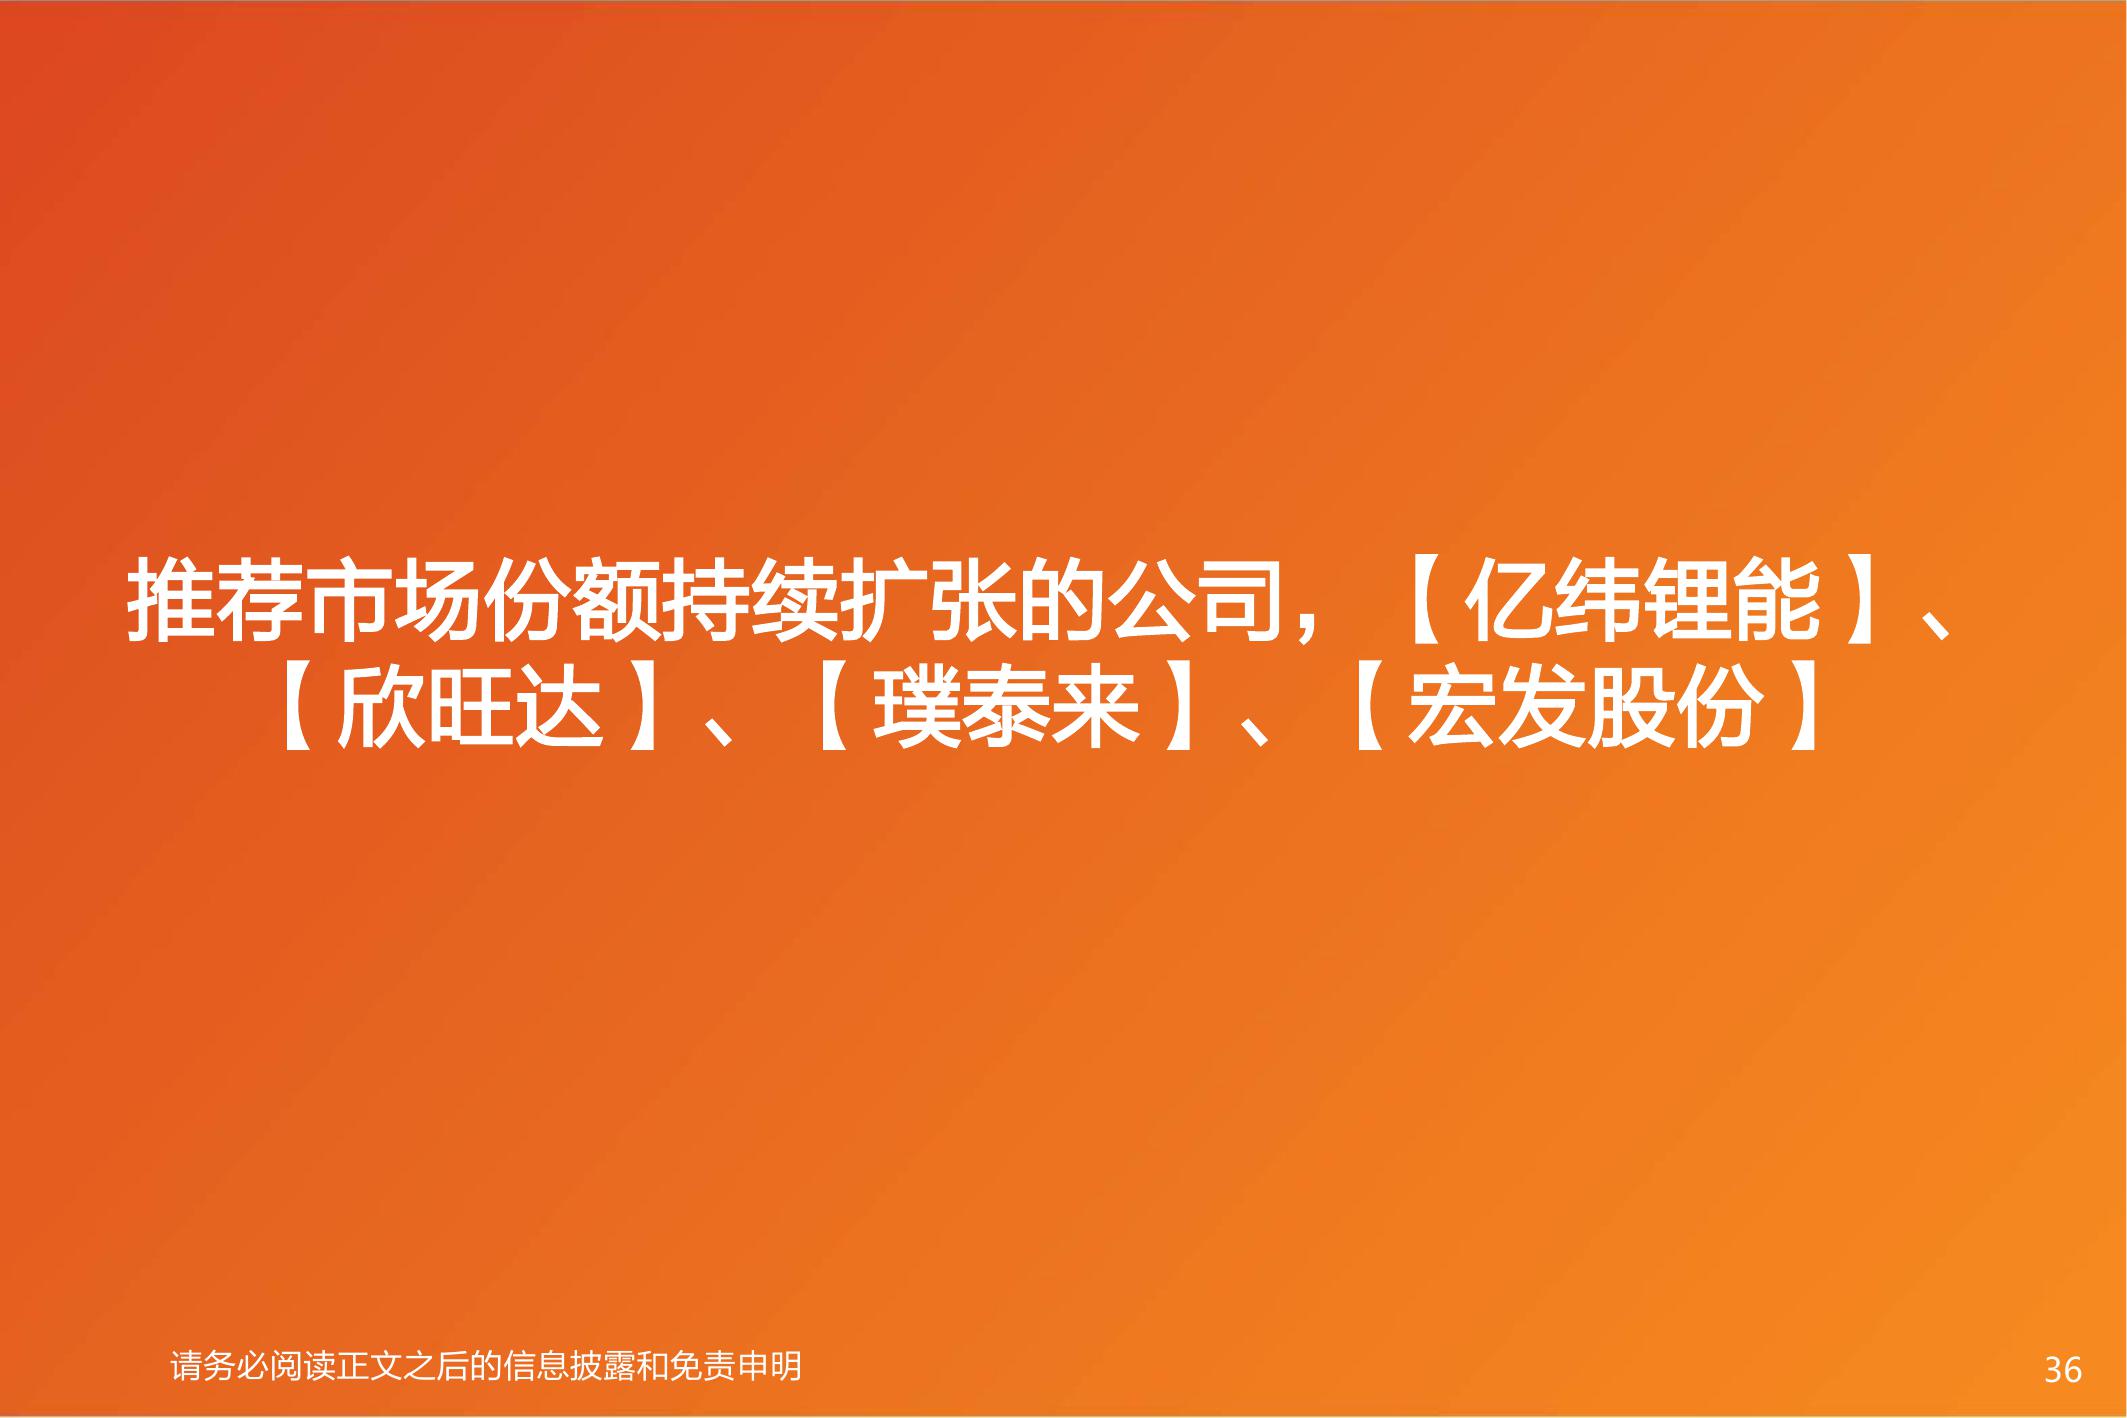 推荐市场份额持续扩张的公司，【亿纬锂能】、
【欣旺达】、【璞泰来】、【宏发股份】
请务必阅读正文之后的信息披露和免责申明
36